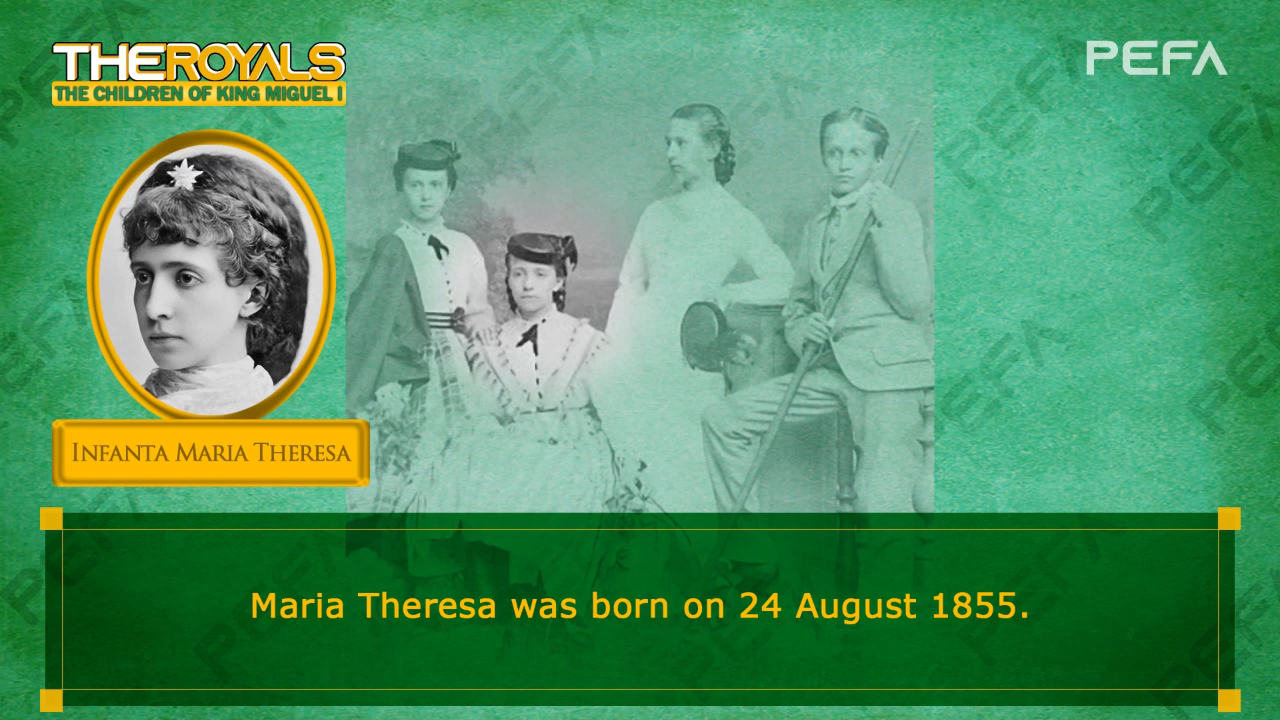 THEROYALS
THE CHILDREN OF KING MIGUEL I
PEFA
INFANTA MARIA THERESA
Maria Theresa was born on 24 August 1855.